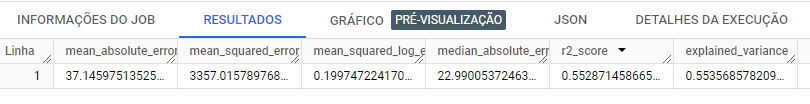 INFORMAÇÕES DO JOB RESULTADOS GRÁFICO PRÉ-VISUALIZAÇÃO JSON DETALHES DA EXECUÇÃO
Linha mean_absolute_error mean_squared_error mean_squared_log_e median_absolute_err r2_score explained_variance
1 37.14597513525... 3357.015789768... 0.199747224170... 22.99005372463... 0.552871458665... 0.553568578209...